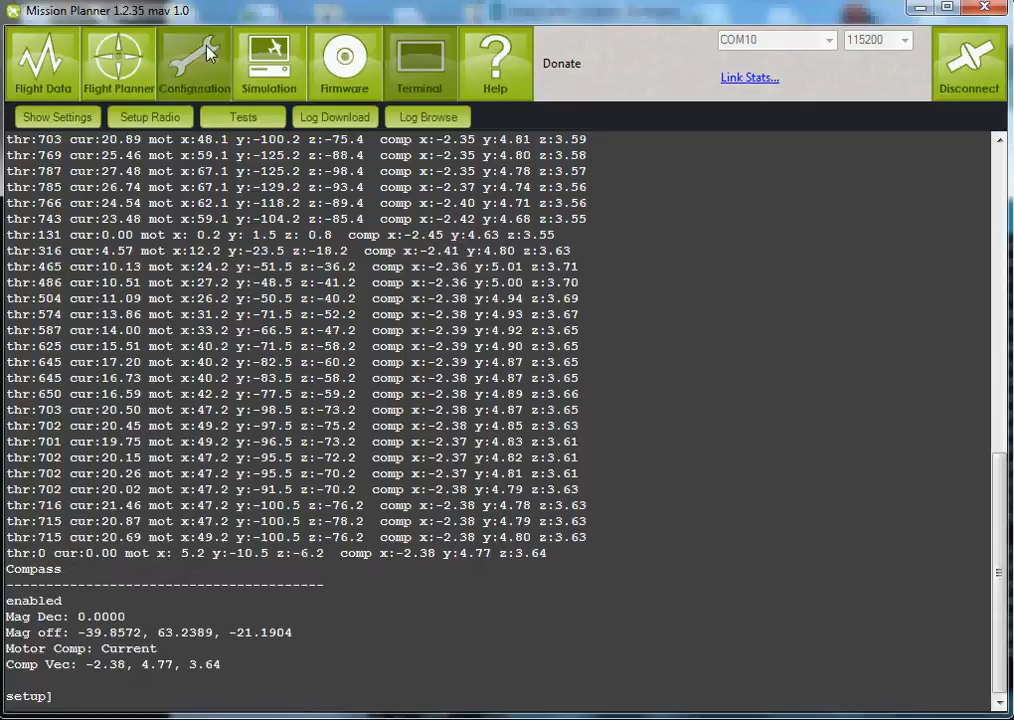 Mission Planner 1.2.35 mav 1.0
Flight Data Flight Planner Configuration Simulation Firmware Terminal Help Donate COM10 115200 Link Stats... Disconnect
Show Settings Setup Radio Tests Log Download Log Browse
thr:703 cur:20.89 mot x:48.1 y:-100.2 z:-75.4 comp x:-2.35 y:4.81 z:3.59
thr:769 cur:25.46 mot x:59.1 y:-125.2 z:-88.4 comp x:-2.35 y:4.80 z:3.58
thr:787 cur:27.48 mot x:67.1 y:-125.2 z:-98.4 comp x:-2.35 y:4.78 z:3.57
thr:785 cur:26.74 mot x:67.1 y:-129.2 z:-93.4 comp x:-2.37 y:4.74 z:3.56
thr:766 cur:24.54 mot x:62.1 y:-118.2 z:-89.4 comp x:-2.40 y:4.71 z:3.56
thr:743 cur:23.48 mot x:59.1 y:-104.2 z:-85.4 comp x:-2.42 y:4.68 z:3.55
thr:131 cur:0.00 mot x: 0.2 y: 1.5 z: 0.8 comp x:-2.45 y:4.63 z:3.55
thr:316 cur:4.57 mot x:12.2 y:-23.5 z:-18.2 comp x:-2.41 y:4.80 z:3.63
thr:465 cur:10.13 mot x:24.2 y:-51.5 z:-36.2 comp x:-2.36 y:5.01 z:3.71
thr:486 cur:10.51 mot x:27.2 y:-48.5 z:-41.2 comp x:-2.36 y:5.00 z:3.70
thr:504 cur:11.09 mot x:26.2 y:-50.5 z:-40.2 comp x:-2.38 y:4.94 z:3.69
thr:574 cur:13.86 mot x:31.2 y:-71.5 z:-52.2 comp x:-2.38 y:4.93 z:3.67
thr:587 cur:14.00 mot x:33.2 y:-66.5 z:-47.2 comp x:-2.39 y:4.92 z:3.65
thr:625 cur:15.51 mot x:40.2 y:-71.5 z:-58.2 comp x:-2.39 y:4.90 z:3.65
thr:645 cur:17.20 mot x:40.2 y:-82.5 z:-60.2 comp x:-2.39 y:4.87 z:3.65
thr:645 cur:16.73 mot x:40.2 y:-83.5 z:-58.2 comp x:-2.38 y:4.87 z:3.65
thr:650 cur:16.59 mot x:42.2 y:-77.5 z:-59.2 comp x:-2.38 y:4.89 z:3.66
thr:703 cur:20.50 mot x:47.2 y:-98.5 z:-73.2 comp x:-2.38 y:4.87 z:3.65
thr:702 cur:20.45 mot x:49.2 y:-97.5 z:-75.2 comp x:-2.38 y:4.85 z:3.63
thr:701 cur:19.75 mot x:49.2 y:-96.5 z:-73.2 comp x:-2.37 y:4.83 z:3.61
thr:702 cur:20.15 mot x:47.2 y:-95.5 z:-72.2 comp x:-2.37 y:4.82 z:3.61
thr:702 cur:20.26 mot x:47.2 y:-95.5 z:-70.2 comp x:-2.37 y:4.81 z:3.61
thr:702 cur:20.02 mot x:47.2 y:-91.5 z:-70.2 comp x:-2.38 y:4.79 z:3.63
thr:716 cur:21.46 mot x:47.2 y:-100.5 z:-76.2 comp x:-2.38 y:4.78 z:3.63
thr:715 cur:20.87 mot x:47.2 y:-100.5 z:-78.2 comp x:-2.38 y:4.79 z:3.63
thr:715 cur:20.69 mot x:49.2 y:-100.5 z:-76.2 comp x:-2.38 y:4.80 z:3.63
thr:0 cur:0.00 mot x: 5.2 y:-10.5 z:-6.2 comp x:-2.38 y:4.77 z:3.64
Compass
----------------------------------------
enabled
Mag Dec: 0.0000
Mag off: -39.8572, 63.2389, -21.1904
Motor Comp: Current
Comp Vec: -2.38, 4.77, 3.64
setup]